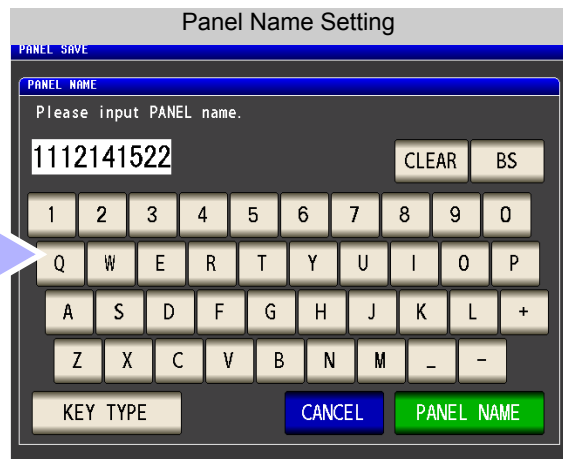 Panel Name Setting
PANEL SAVE
PANEL NAME
Please input PANEL name.
1112141522
CLEAR BS
1 2 3 4 5 6 7 8 9 0
Q W E R T Y U I O P
A S D F G H J K L +
Z X C V B N M _ -
KEY TYPE CANCEL PANEL NAME